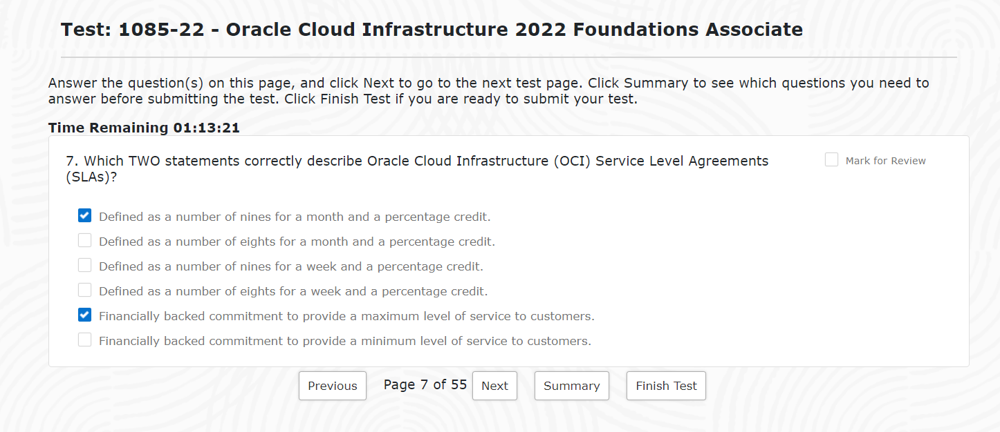 Test: 1085-22 - Oracle Cloud Infrastructure 2022 Foundations Associate
Answer the question(s) on this page, and click Next to go to the next test page. Click Summary to see which questions you need to
answer before submitting the test. Click Finish Test if you are ready to submit your test.
Time Remaining 01:13:21
7. Which TWO statements correctly describe Oracle Cloud Infrastructure (OCI) Service Level Agreements
(SLAs)?
Mark for Review
Defined as a number of nines for a month and a percentage credit.
Defined as a number of eights for a month and a percentage credit.
Defined as a number of nines for a week and a percentage credit.
Defined as a number of eights for a week and a percentage credit.
Financially backed commitment to provide a maximum level of service to customers.
Financially backed commitment to provide a minimum level of service to customers.
Previous Page 7 of 55 Next Summary Finish Test